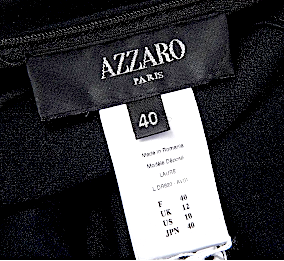 AZZARO
PARIS
40
Made in Romania
Modèle Déposé
F 40
UK 12
US 10
JPN 40